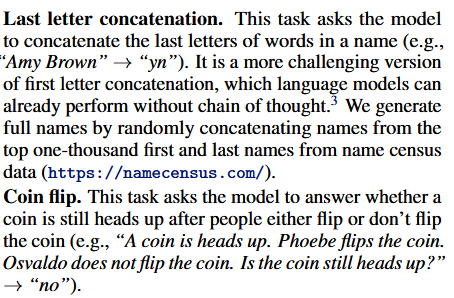 Last letter concatenation. This task asks the model
to concatenate the last letters of words in a name (e.g.,
“Amy Brown” → “yn”). It is a more challenging version
of first letter concatenation, which language models can
already perform without chain of thought.³ We generate
full names by randomly concatenating names from the
top one-thousand first and last names from name census
data (https://namecensus.com/).
Coin flip. This task asks the model to answer whether a
coin is still heads up after people either flip or don’t flip
the coin (e.g., “A coin is heads up. Phoebe flips the coin.
Osvaldo does not flip the coin. Is the coin still heads up?”
→ “no”).